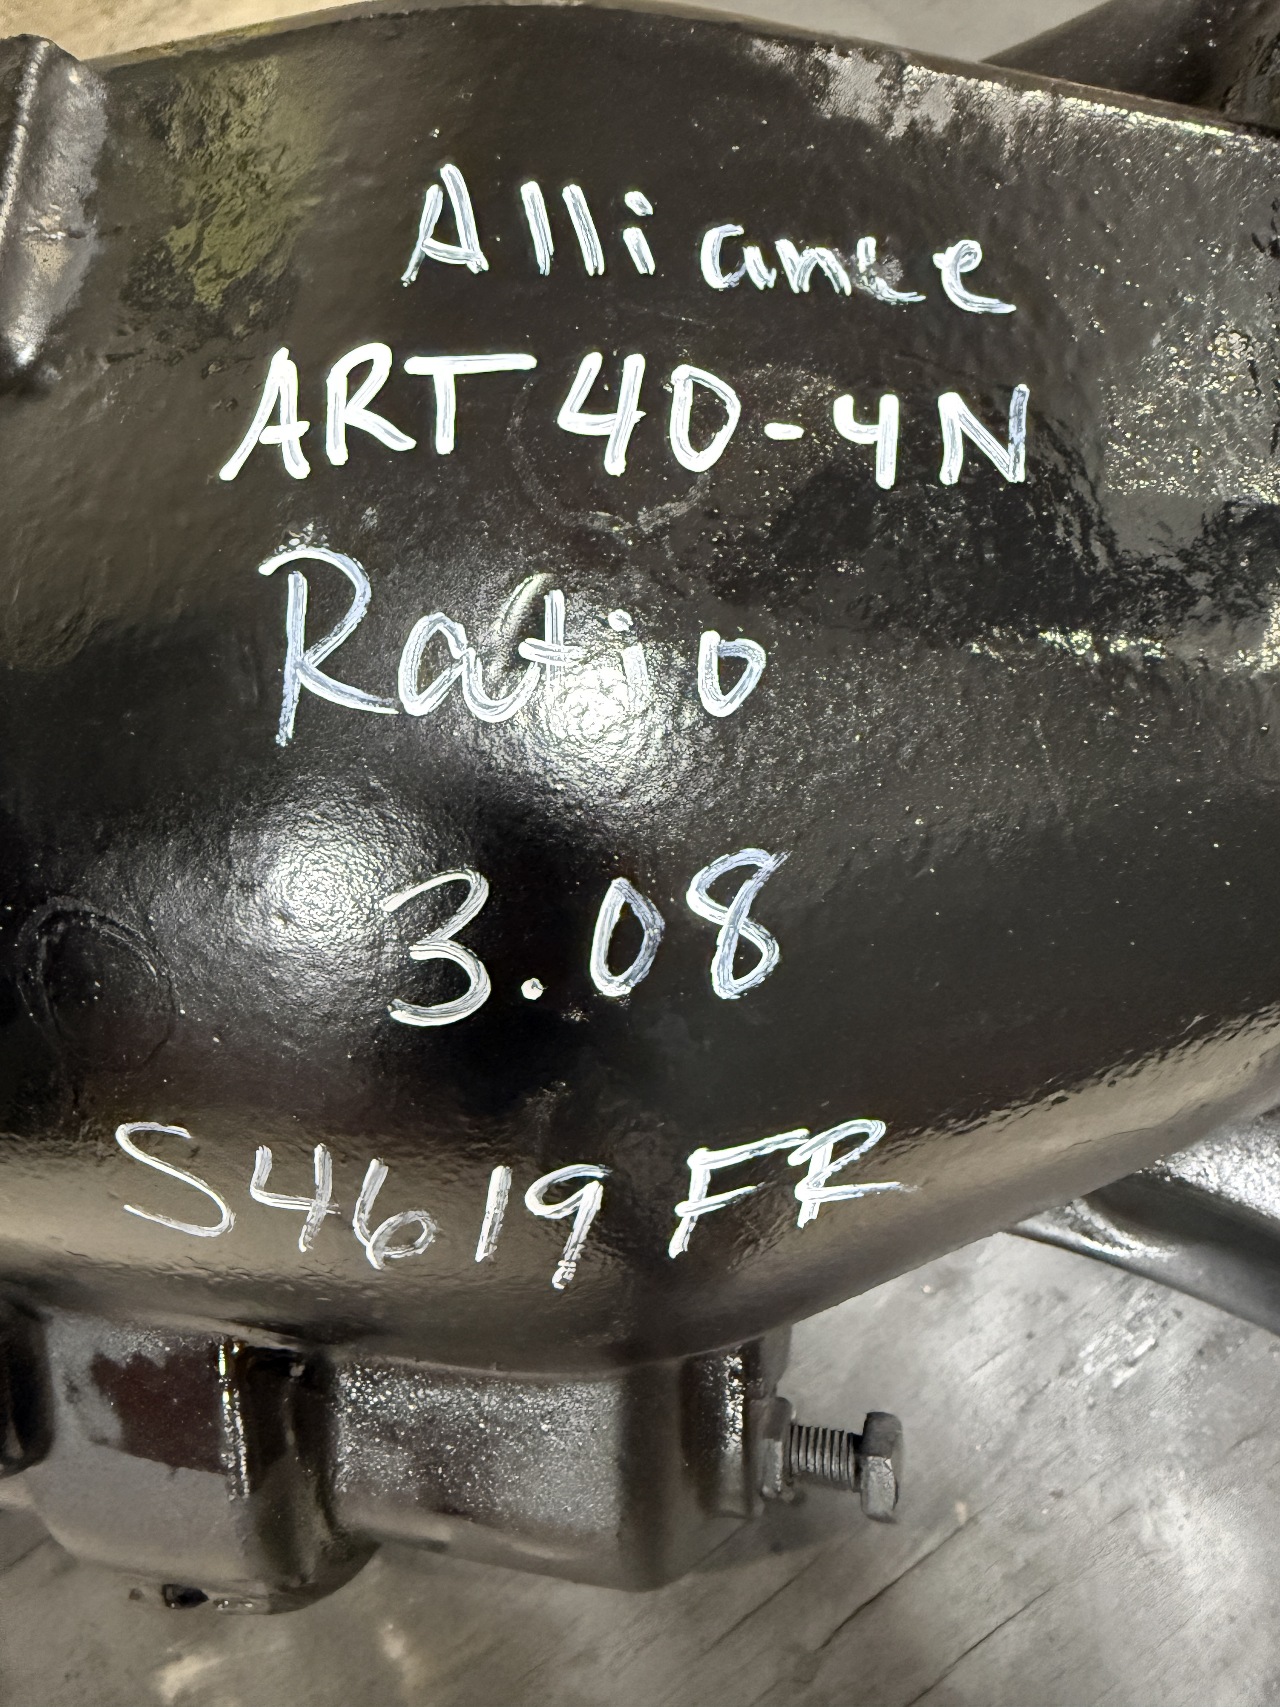 Alliance
ART 40-4N
Ratio
3.08
S4619 FR